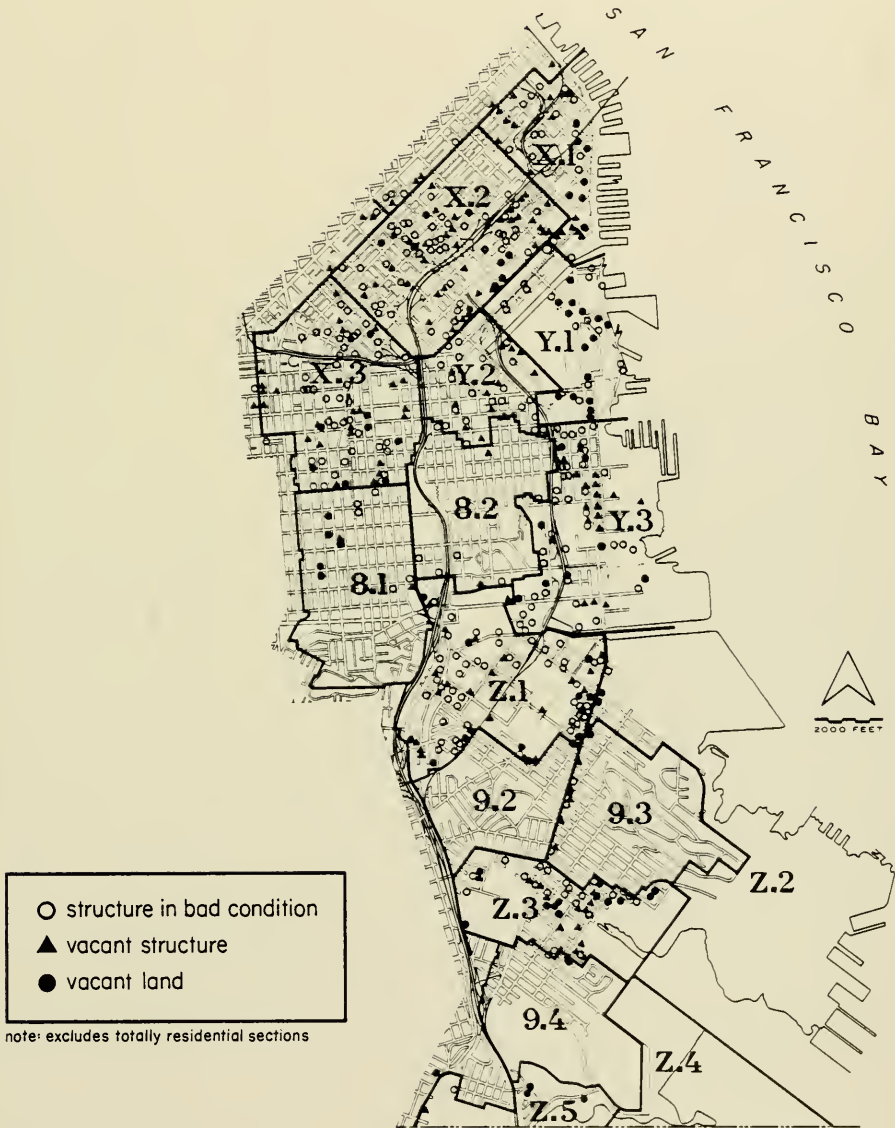 SAN
FRANCISCO
BAY
X.1
X.2
Y.1
X.3
Y.2
8.2
Y.3
8.1
Z.1
2000 FEET
9.2
9.3
Z.2
Z.3
9.4
Z.4
Z.5
structure in bad condition
vacant structure
vacant land
note: excludes totally residential sections